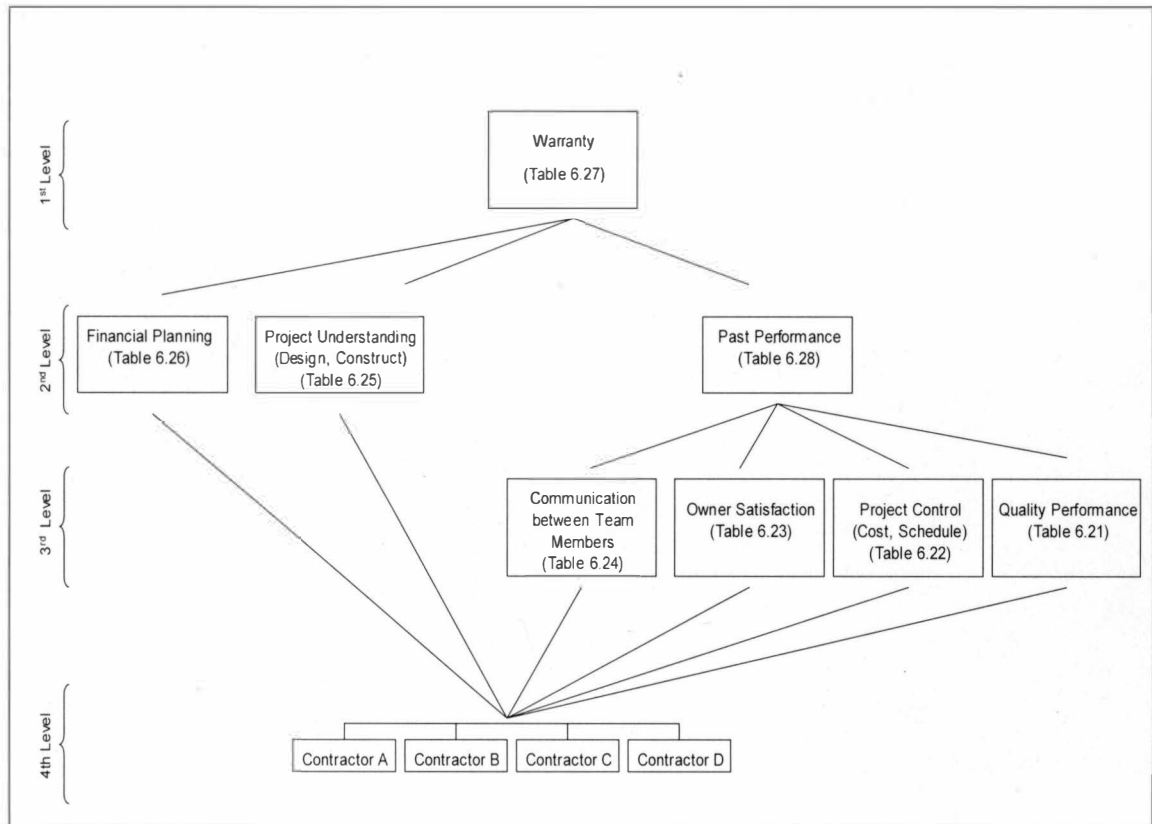 1st Level
Warranty
(Table 6.27)
2nd Level
Financial Planning
(Table 6.26)
Project Understanding
(Design, Construct)
(Table 6.25)
Past Performance
(Table 6.28)
3rd Level
Communication
between Team
Members
(Table 6.24)
Owner Satisfaction
(Table 6.23)
Project Control
(Cost, Schedule)
(Table 6.22)
Quality Performance
(Table 6.21)
4th Level
Contractor A
Contractor B
Contractor C
Contractor D